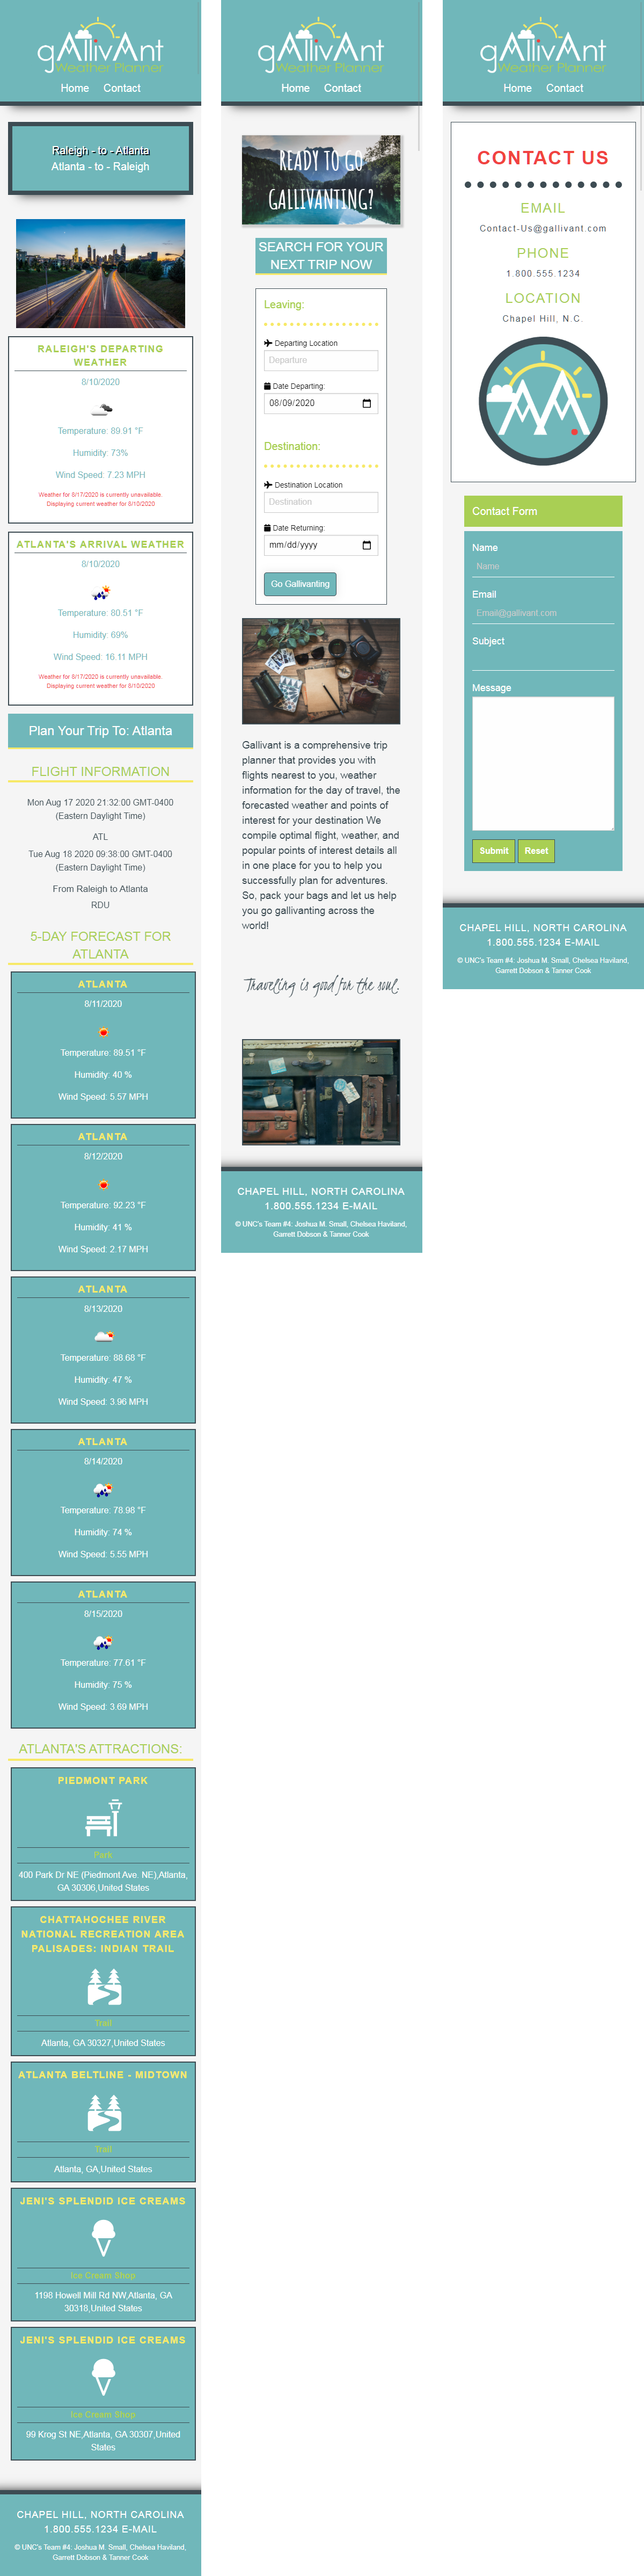 gAllivAnt
Weather Planner
Home Contact
Raleigh - to - Atlanta
Atlanta - to - Raleigh
RALEIGH'S DEPARTING
WEATHER
8/10/2020
Temperature: 89.91 °F
Humidity: 73%
Wind Speed: 7.23 MPH
Weather for 8/17/2020 is currently unavailable.
Displaying current weather for 8/10/2020
ATLANTA'S ARRIVAL WEATHER
8/10/2020
Temperature: 80.51 °F
Humidity: 69%
Wind Speed: 16.11 MPH
Weather for 8/17/2020 is currently unavailable.
Displaying current weather for 8/10/2020
Plan Your Trip To: Atlanta
FLIGHT INFORMATION
Mon Aug 17 2020 21:32:00 GMT-0400
(Eastern Daylight Time)
ATL
Tue Aug 18 2020 09:38:00 GMT-0400
(Eastern Daylight Time)
From Raleigh to Atlanta
RDU
5-DAY FORECAST FOR
ATLANTA
ATLANTA
8/11/2020
Temperature: 89.51 °F
Humidity: 40 %
Wind Speed: 5.57 MPH
ATLANTA
8/12/2020
Temperature: 92.23 °F
Humidity: 41 %
Wind Speed: 2.17 MPH
ATLANTA
8/13/2020
Temperature: 88.68 °F
Humidity: 47 %
Wind Speed: 3.96 MPH
ATLANTA
8/14/2020
Temperature: 78.98 °F
Humidity: 74 %
Wind Speed: 5.55 MPH
ATLANTA
8/15/2020
Temperature: 77.61 °F
Humidity: 75 %
Wind Speed: 3.69 MPH
ATLANTA'S ATTRACTIONS:
PIEDMONT PARK
Park
400 Park Dr NE (Piedmont Ave. NE),Atlanta,
GA 30306,United States
CHATTAHOCHEE RIVER
NATIONAL RECREATION AREA
PALISADES: INDIAN TRAIL
Trail
Atlanta, GA 30327,United States
ATLANTA BELTLINE - MIDTOWN
Trail
Atlanta, GA,United States
JENI'S SPLENDID ICE CREAMS
Ice Cream Shop
1198 Howell Mill Rd NW,Atlanta, GA
30318,United States
JENI'S SPLENDID ICE CREAMS
Ice Cream Shop
99 Krog St NE,Atlanta, GA 30307,United
States
CHAPEL HILL, NORTH CAROLINA
1.800.555.1234 E-MAIL
© UNC's Team #4: Joshua M. Small, Chelsea Haviland,
Garrett Dobson & Tanner Cook
gAllivAnt
Weather Planner
Home Contact
READY TO GO
GALLIVANTING?
SEARCH FOR YOUR
NEXT TRIP NOW
Leaving:
Departing Location
Departure
Date Departing:
08/09/2020
Destination:
Destination Location
Destination
Date Returning:
mm/dd/yyyy
Go Gallivanting
Gallivant is a comprehensive trip
planner that provides you with
flights nearest to you, weather
information for the day of travel, the
forecasted weather and points of
interest for your destination We
compile optimal flight, weather, and
popular points of interest details all
in one place for you to help you
successfully plan for adventures.
So, pack your bags and let us help
you go gallivanting across the
world!
Traveling is good for the soul.
CHAPEL HILL, NORTH CAROLINA
1.800.555.1234 E-MAIL
© UNC's Team #4: Joshua M. Small, Chelsea Haviland,
Garrett Dobson & Tanner Cook
gAllivAnt
Weather Planner
Home Contact
CONTACT US
EMAIL
Contact-Us@gallivant.com
PHONE
1.800.555.1234
LOCATION
Chapel Hill, N.C.
Contact Form
Name
Name
Email
Email@gallivant.com
Subject
Message
Submit Reset
CHAPEL HILL, NORTH CAROLINA
1.800.555.1234 E-MAIL
© UNC's Team #4: Joshua M. Small, Chelsea Haviland,
Garrett Dobson & Tanner Cook